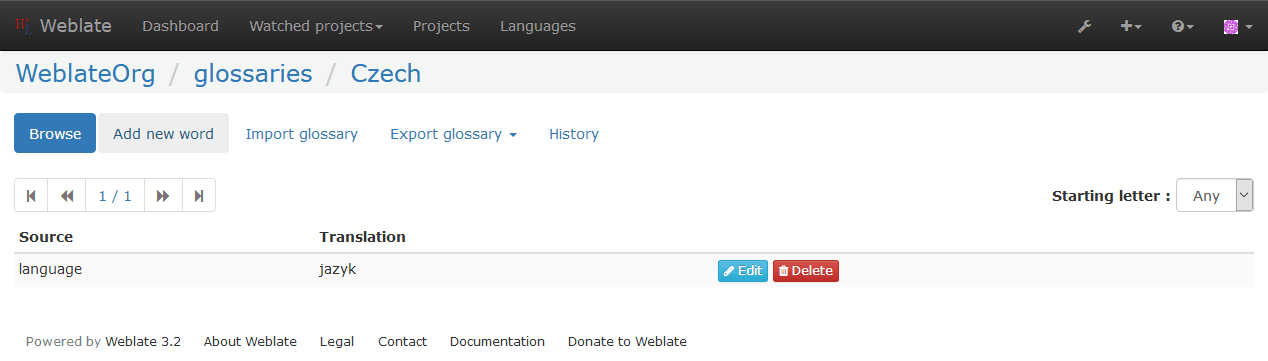 Weblate Dashboard Watched projects Projects Languages
WeblateOrg / glossaries / Czech
Browse Add new word Import glossary Export glossary History
1 / 1 Starting letter : Any
Source Translation
language jazyk Edit Delete
Powered by Weblate 3.2 About Weblate Legal Contact Documentation Donate to Weblate